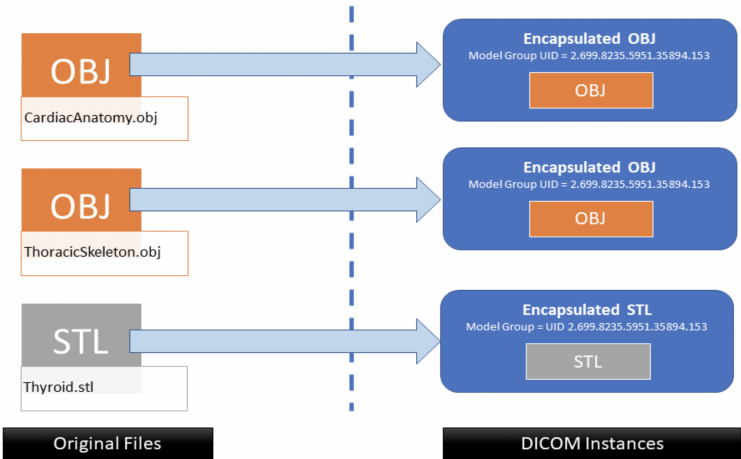 OBJ
CardiacAnatomy.obj
Encapsulated OBJ
Model Group UID = 2.699.8235.5951.35894.153
OBJ
OBJ
ThoracicSkeleton.obj
Encapsulated OBJ
Model Group UID = 2.699.8235.5951.35894.153
OBJ
STL
Thyroid.stl
Encapsulated STL
Model Group = UID 2.699.8235.5951.35894.153
STL
Original Files
DICOM Instances